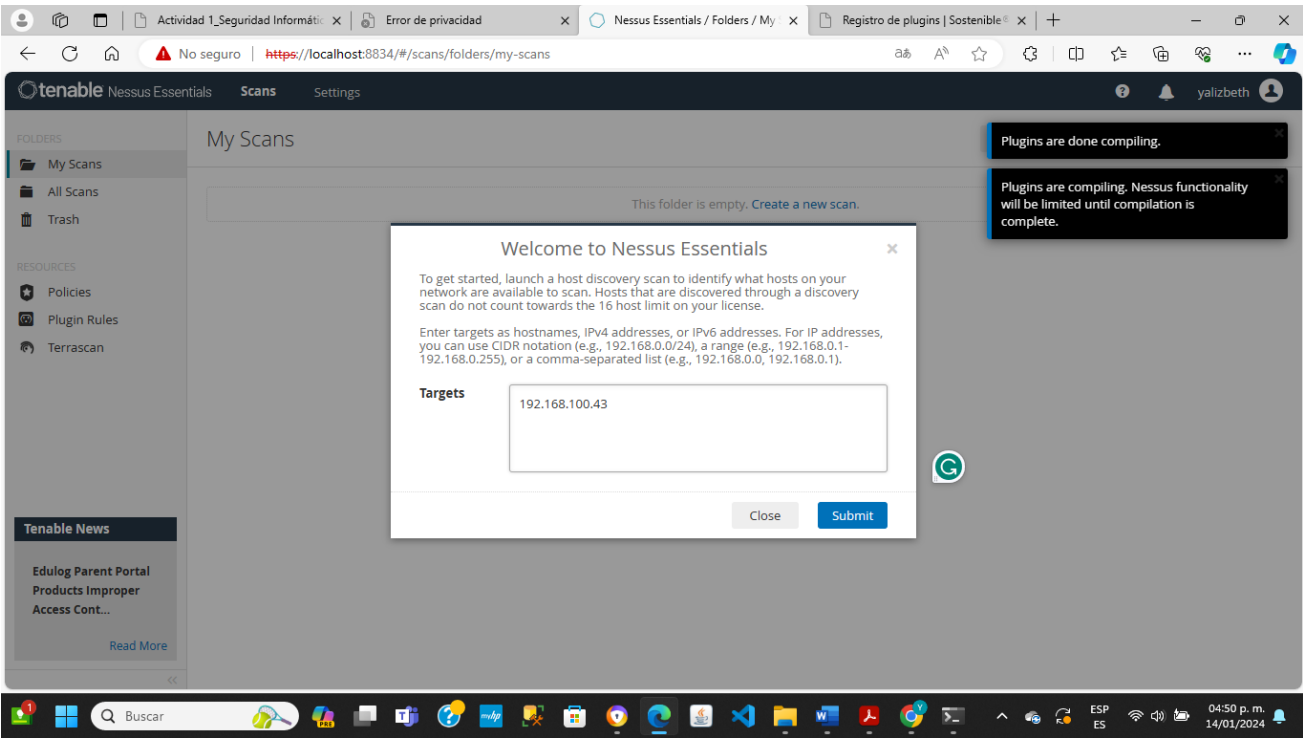 Actividad 1_Seguridad Informátic
Error de privacidad
Nessus Essentials / Folders / My
Registro de plugins | Sostenible®
No seguro
https://localhost:8834/#/scans/folders/my-scans
tenable Nessus Essentials
Scans
Settings
yalizbeth
FOLDERS
My Scans
All Scans
Trash
RESOURCES
Policies
Plugin Rules
Terrascan
Tenable News
Edulog Parent Portal
Products Improper
Access Cont...
Read More
My Scans
This folder is empty. Create a new scan.
Plugins are done compiling.
Plugins are compiling. Nessus functionality
will be limited until compilation is
complete.
Welcome to Nessus Essentials
To get started, launch a host discovery scan to identify what hosts on your
network are available to scan. Hosts that are discovered through a discovery
scan do not count towards the 16 host limit on your license.
Enter targets as hostnames, IPv4 addresses, or IPv6 addresses. For IP addresses,
you can use CIDR notation (e.g., 192.168.0.0/24), a range (e.g., 192.168.0.1-
192.168.0.255), or a comma-separated list (e.g., 192.168.0.0, 192.168.0.1).
Targets
192.168.100.43
Close
Submit
Buscar
PRE
mhp
ESP
ES
04:50 p. m.
14/01/2024